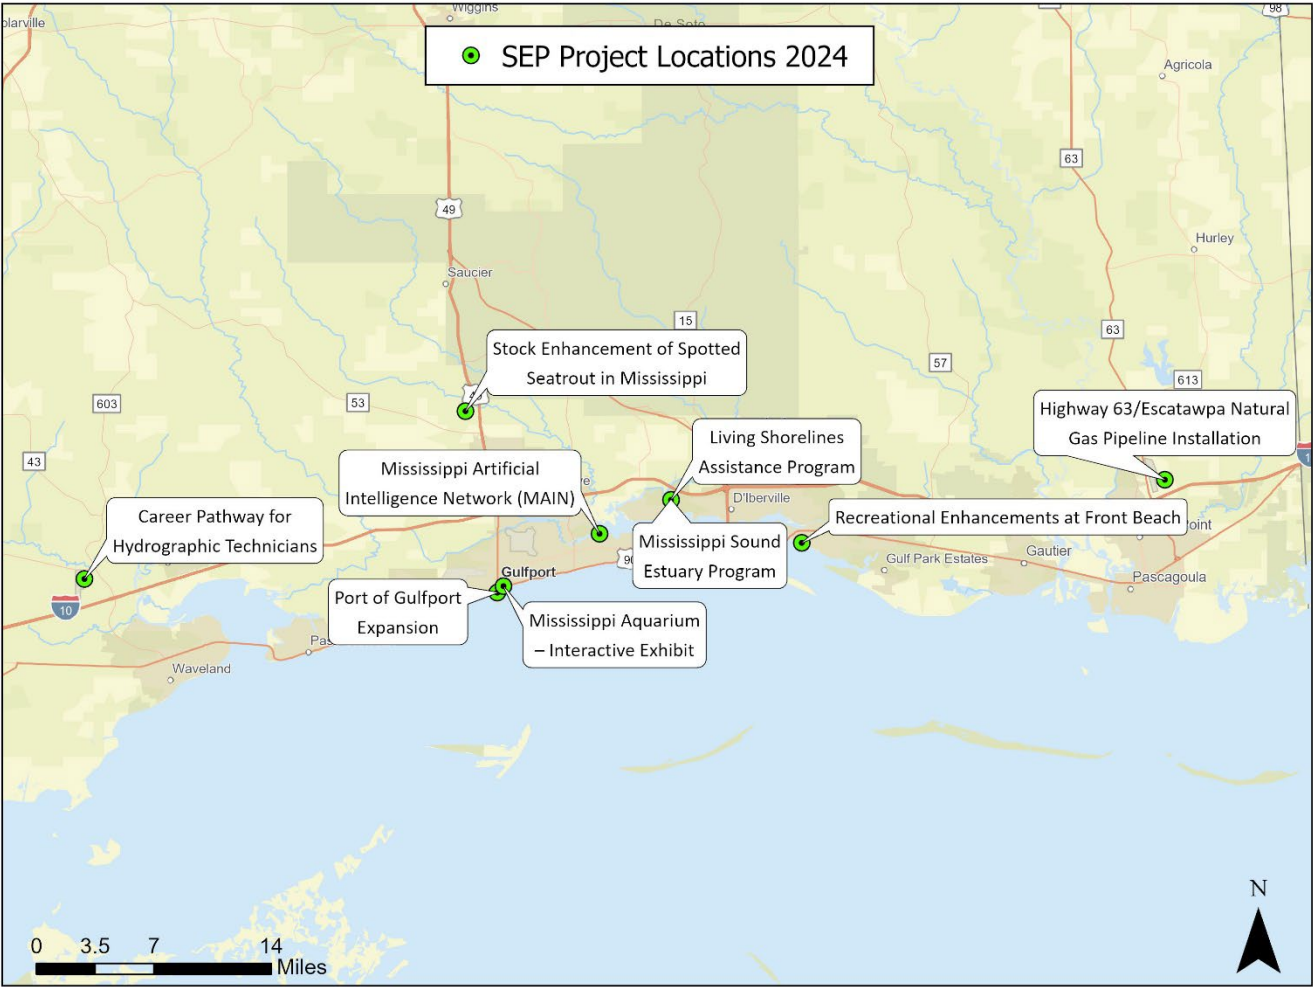 Wiggins
De Soto
98
SEP Project Locations 2024
Agricola
63
49
Hurley
Saucier
15
63
Stock Enhancement of Spotted
Seatrout in Mississippi
57
613
603
53
Highway 63/Escatawpa Natural
Gas Pipeline Installation
Living Shorelines
Assistance Program
43
Mississippi Artificial
Intelligence Network (MAIN)
D'Iberville
Career Pathway for
Hydrographic Technicians
Recreational Enhancements at Front Beach
Mississippi Sound
Estuary Program
Gulf Park Estates
Gautier
Gulfport
Pascagoula
10
Port of Gulfport
Expansion
Mississippi Aquarium
– Interactive Exhibit
Waveland
N
0 3.5 7 14
Miles